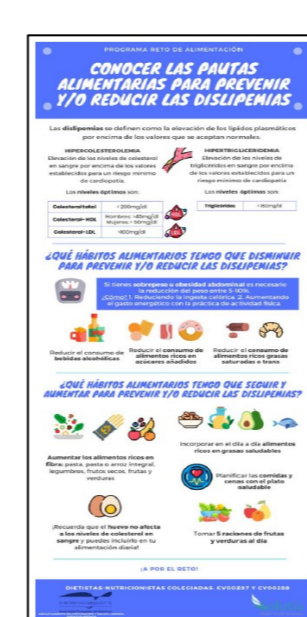 PROGRAMA RETO DE ALIMENTACIÓN
CONOCER LAS PAUTAS
ALIMENTARIAS PARA PREVENIR
Y/O REDUCIR LAS DISLIPEMIAS
Las dislipemias se definen como la elevación de los lípidos plasmáticos
por encima de los valores que se aceptan normales.
HIPERCOLESTEROLEMIA
Elevación de los niveles de colesterol
en sangre por encima de los valores
establecidos para un riesgo mínimo
de cardiopatía.
Los niveles óptimos son:
Colesterol total <200mg/dl
Colesterol- HDL Hombres: >40mg/dl
Mujeres: > 50mg/dl
Colesterol- LDL <100mg/dl
HDL
LDL
HIPERTRIGLICERIDEMIA
Elevación de los niveles de
triglicéridos en sangre por encima
de los valores establecidos para un
riesgo mínimo de cardiopatía
Los niveles óptimos son:
Triglicéridos <150mg/dl
¿QUÉ HÁBITOS ALIMENTARIOS TENGO QUE DISMINUIR
PARA PREVENIR Y/O REDUCIR LAS DISLIPEMIAS?
Si tienes sobrepeso u obesidad abdominal es necesario
la reducción del peso entre 5-10%.
¿Cómo? 1. Reduciendo la ingesta calórica. 2. Aumentando
el gasto energético con la práctica de actividad física.
Reducir el consumo de
bebidas alcohólicas
Reducir el consumo de
alimentos ricos en
azúcares añadidos
Reducir el consumo de
alimentos ricos grasas
saturadas o trans
¿QUÉ HÁBITOS ALIMENTARIOS TENGO QUE SEGUIR Y
AUMENTAR PARA PREVENIR Y/O REDUCIR LAS DISLIPEMIAS?
Aumentar los alimentos ricos en
fibra: pasta, pasta o arroz integral,
legumbres, frutos secos, frutas y
verduras
Incorporar en el día a día alimentos
ricos en grasas saludables
Planificar las comidas y
cenas con el plato
saludable
¡Recuerda que el huevo no afecta
a los niveles de colesterol en
sangre y puedes incluirlo en tu
alimentación diaria!
Tomar 5 raciones de frutas
y verduras al día
¡A POR EL RETO!
DIETISTAS-NUTRICIONISTAS COLEGIADAS. CV00807 Y CV00289